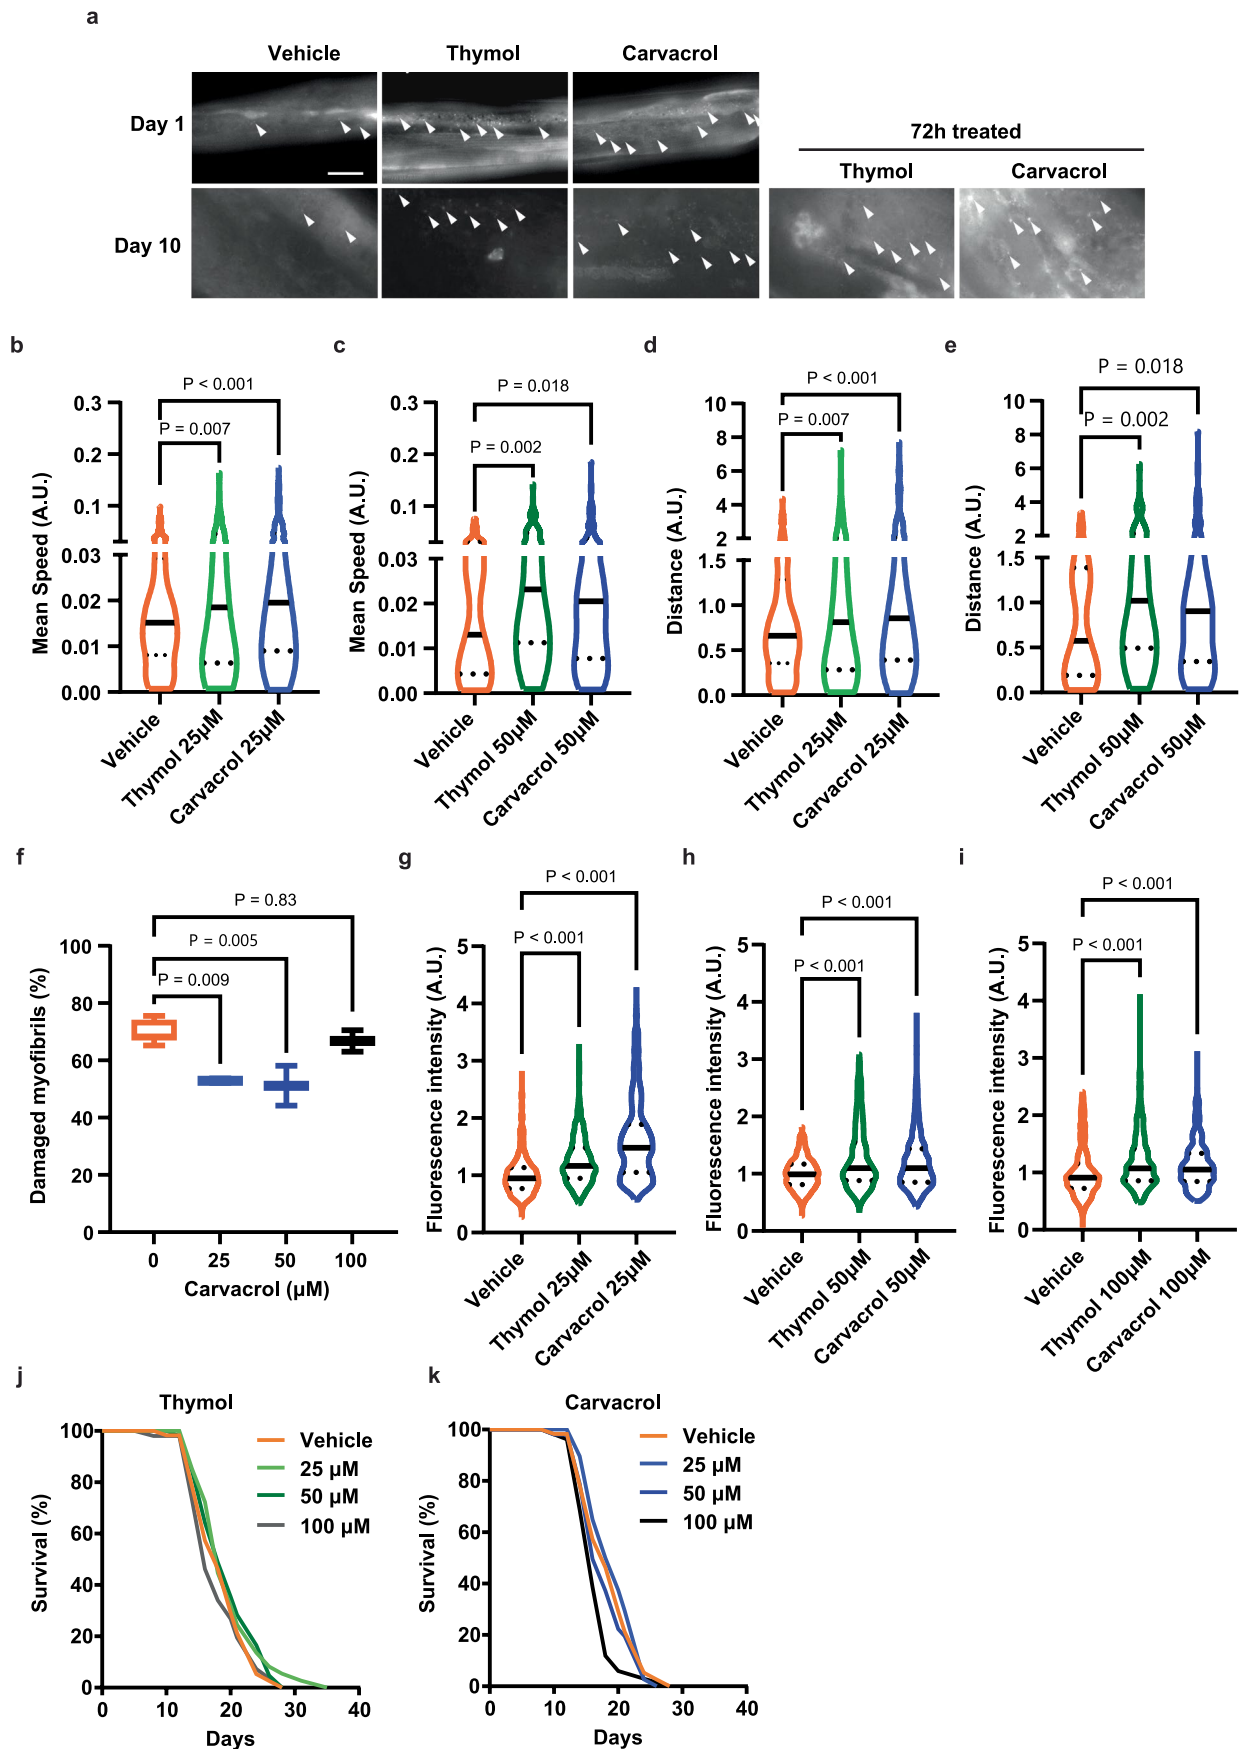 a
Vehicle
Thymol
Carvacrol
Day 1
72h treated
Thymol
Carvacrol
Day 10
b
P < 0.001
P = 0.007
0.3
0.2
0.1
0.03
0.02
0.01
0.00
Mean Speed (A.U.)
Vehicle
Thymol 25µM
Carvacrol 25µM
c
P = 0.018
P = 0.002
0.3
0.2
0.1
0.03
0.02
0.01
0.00
Mean Speed (A.U.)
Vehicle
Thymol 50µM
Carvacrol 50µM
d
P < 0.001
P = 0.007
10
8
6
4
2
1.5
1.0
0.5
0.0
Distance (A.U.)
Vehicle
Thymol 25µM
Carvacrol 25µM
e
P = 0.018
P = 0.002
10
8
6
4
2
1.5
1.0
0.5
0.0
Distance (A.U.)
Vehicle
Thymol 50µM
Carvacrol 50µM
f
P = 0.83
P = 0.005
P = 0.009
100
80
60
40
20
0
Damaged myofibrils (%)
0
25
50
100
Carvacrol (µM)
g
P < 0.001
P < 0.001
5
4
3
2
1
0
Fluorescence intensity (A.U.)
Vehicle
Thymol 25µM
Carvacrol 25µM
h
P < 0.001
P < 0.001
5
4
3
2
1
0
Fluorescence intensity (A.U.)
Vehicle
Thymol 50µM
Carvacrol 50µM
i
P < 0.001
P < 0.001
5
4
3
2
1
0
Fluorescence intensity (A.U.)
Vehicle
Thymol 100µM
Carvacrol 100µM
j
Thymol
100
80
60
40
20
0
Survival (%)
Vehicle
25 µM
50 µM
100 µM
0
10
20
30
40
Days
k
Carvacrol
100
80
60
40
20
0
Survival (%)
Vehicle
25 µM
50 µM
100 µM
0
10
20
30
40
Days